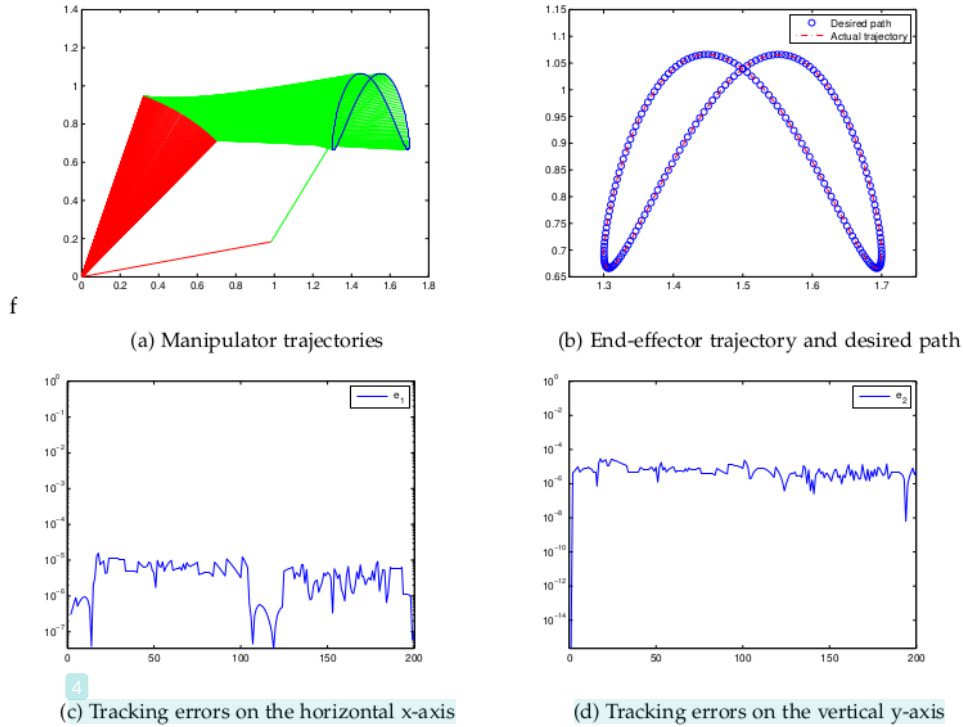 1.4
1.2
1
0.8
0.6
0.4
0.2
0
0 0.2 0.4 0.6 0.8 1 1.2 1.4 1.6 1.8
f
(a) Manipulator trajectories
1.15
1.1
1.05
1
0.95
0.9
0.85
0.8
0.75
0.7
0.65
1.3 1.4 1.5 1.6 1.7
Desired path
Actual trajectory
(b) End-effector trajectory and desired path
10^0
10^-1
10^-2
10^-3
10^-4
10^-5
10^-6
10^-7
0 50 100 150 200
e_1
4
(c) Tracking errors on the horizontal x-axis
10^0
10^-2
10^-4
10^-6
10^-8
10^-10
10^-12
10^-14
0 50 100 150 200
e_2
(d) Tracking errors on the vertical y-axis